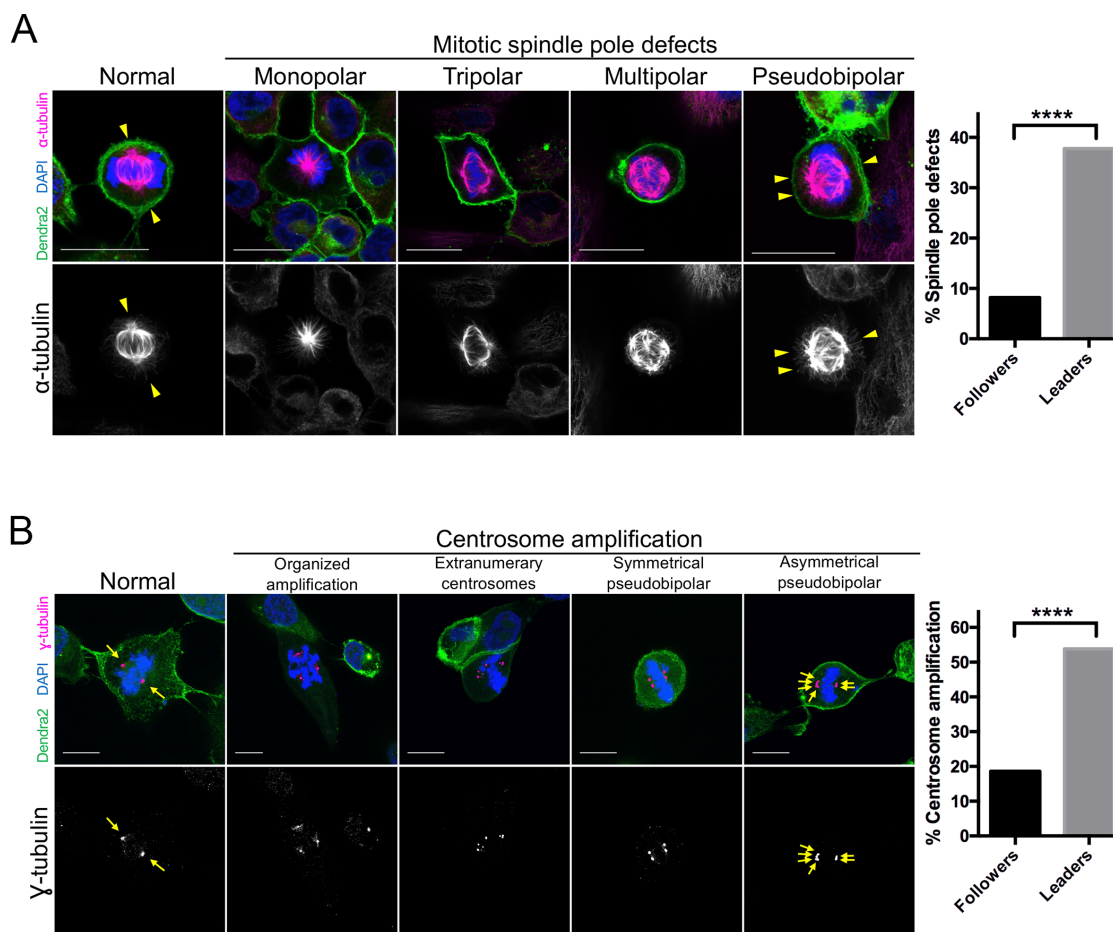 A
Mitotic spindle pole defects
Normal
Monopolar
Tripolar
Multipolar
Pseudobipolar
Dendra2 DAPI α-tubulin
α-tubulin
% Spindle pole defects
40
30
20
10
0
****
Followers
Leaders
B
Centrosome amplification
Normal
Organized
amplification
Extranumerary
centrosomes
Symmetrical
pseudobipolar
Asymmetrical
pseudobipolar
Dendra2 DAPI γ-tubulin
γ-tubulin
% Centrosome amplification
60
50
40
30
20
10
0
****
Followers
Leaders